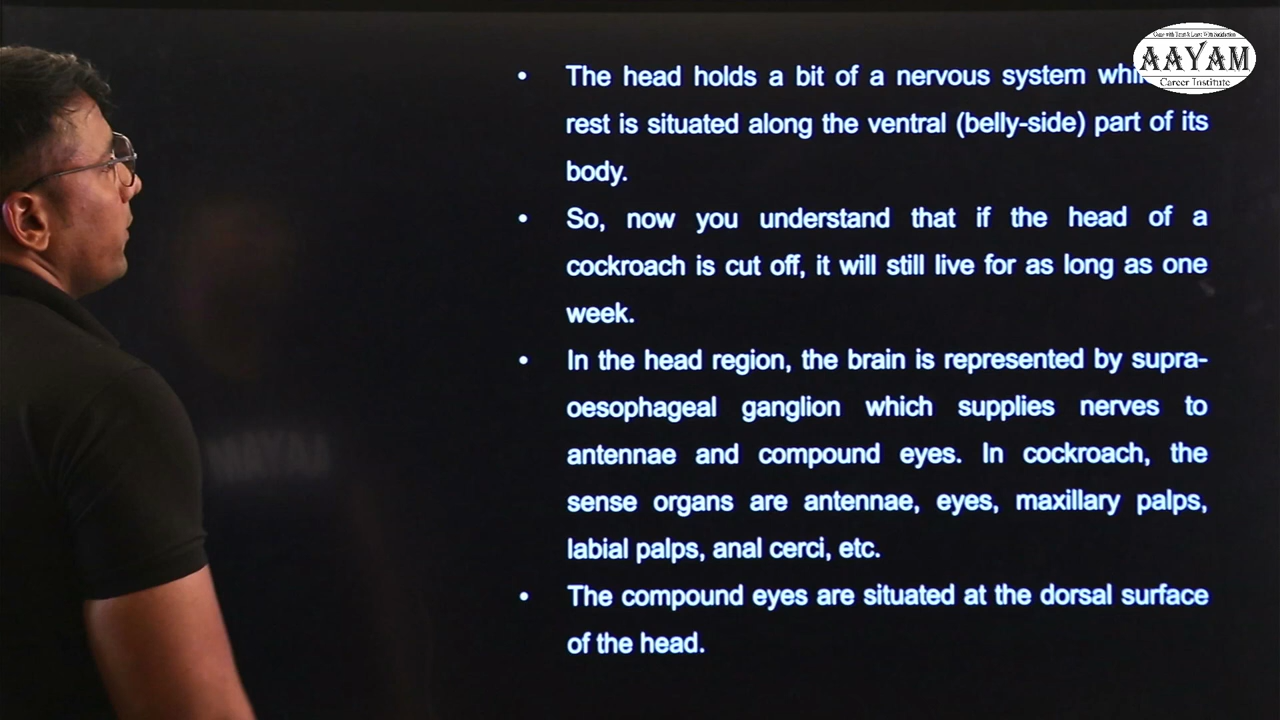 AAYAM
Career Institute
• The head holds a bit of a nervous system
rest is situated along the ventral (belly-side) part of its
body.
• So, now you understand that if the head of a
cockroach is cut off, it will still live for as long as one
week.
• In the head region, the brain is represented by supra-
oesophageal ganglion which supplies nerves to
antennae and compound eyes. In cockroach, the
sense organs are antennae, eyes, maxillary palps,
labial palps, anal cerci, etc.
• The compound eyes are situated at the dorsal surface
of the head.